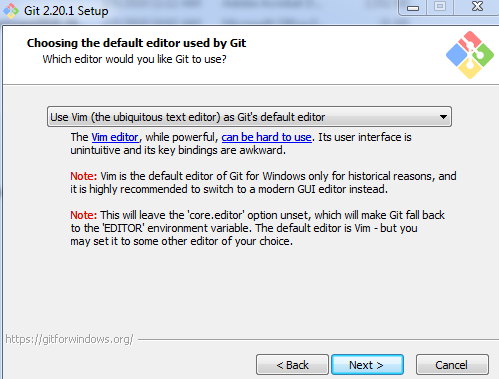 Git 2.20.1 Setup
Choosing the default editor used by Git
Which editor would you like Git to use?
Use Vim (the ubiquitous text editor) as Git's default editor
The Vim editor, while powerful, can be hard to use. Its user interface is
unintuitive and its key bindings are awkward.
Note: Vim is the default editor of Git for Windows only for historical reasons, and
it is highly recommended to switch to a modern GUI editor instead.
Note: This will leave the 'core.editor' option unset, which will make Git fall back
to the 'EDITOR' environment variable. The default editor is Vim - but you
may set it to some other editor of your choice.
https://gitforwindows.org/
< Back
Next >
Cancel